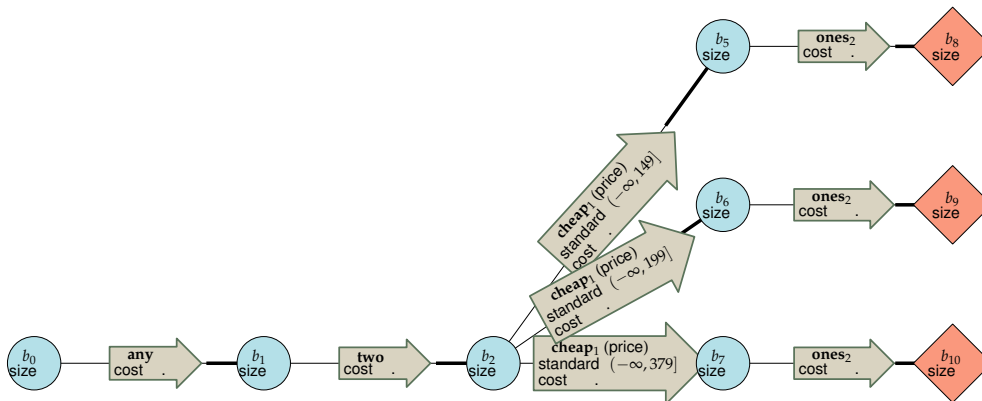 b5
size
ones2
cost .
b8
size
cheap1 (price)
standard (−∞, 149]
cost .
b6
size
ones2
cost .
b9
size
cheap1 (price)
standard (−∞, 199]
cost .
b0
size
any
cost .
b1
size
two
cost .
b2
size
cheap1 (price)
standard (−∞, 379]
cost .
b7
size
ones2
cost .
b10
size